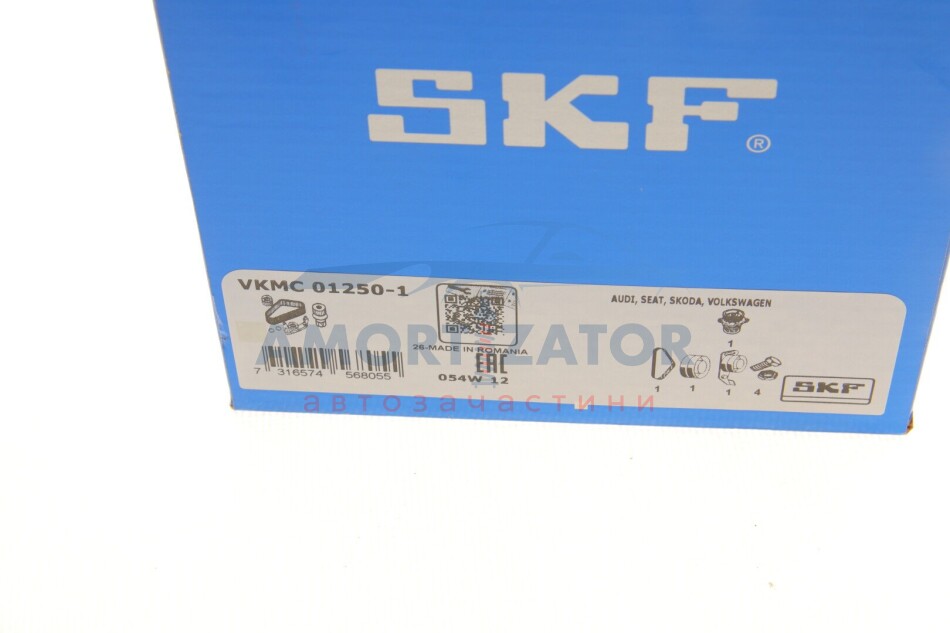 SKF®
VKMC 01250-1
AUDI, SEAT, SKODA, VOLKSWAGEN
1
26-MADE IN ROMANIA
EAC
054W 12
7 316574 568055
1 1 1 4
SKF
AMORTIZATOR
автозачастини